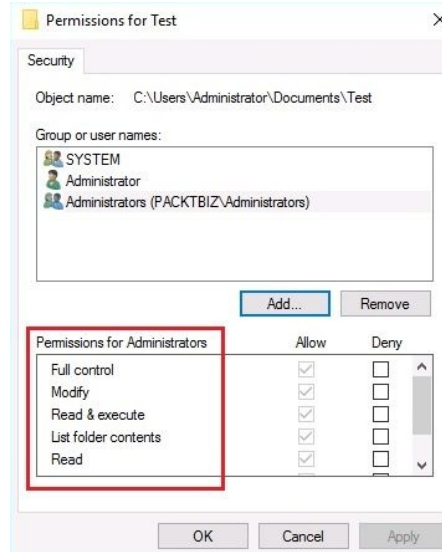 Permissions for Test
Security
Object name: C:\Users\Administrator\Documents\Test
Group or user names:
SYSTEM
Administrator
Administrators (PACKTBIZ\Administrators)
Add... Remove
Permissions for Administrators Allow Deny
Full control
Modify
Read & execute
List folder contents
Read
OK Cancel Apply